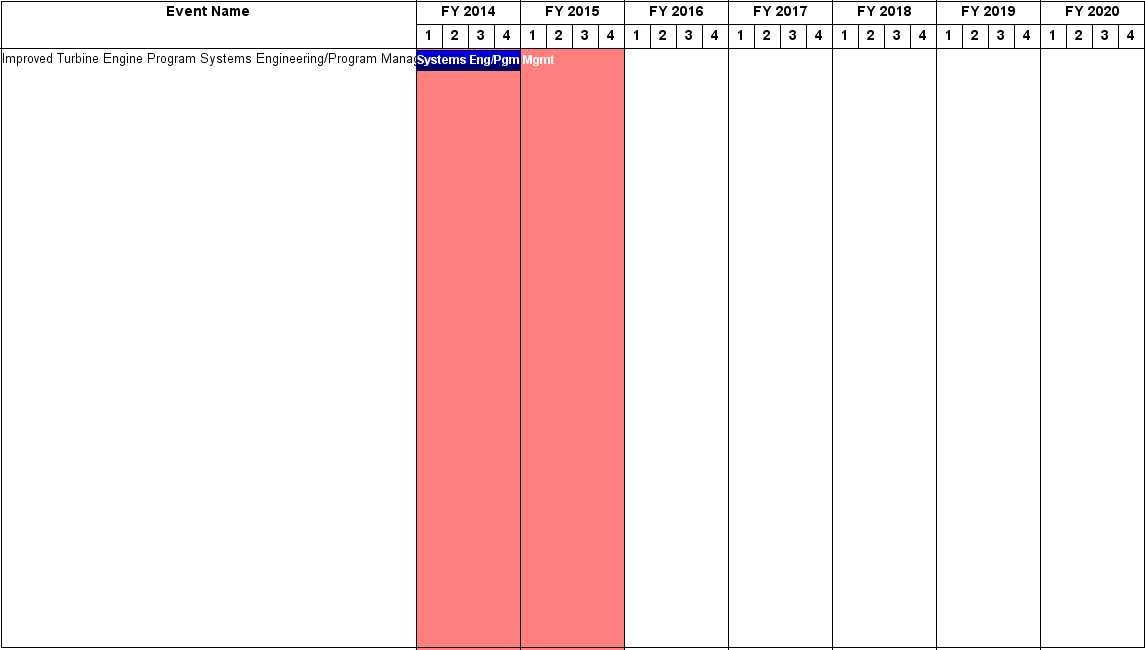 Event Name FY 2014 FY 2015 FY 2016 FY 2017 FY 2018 FY 2019 FY 2020
1 2 3 4 1 2 3 4 1 2 3 4 1 2 3 4 1 2 3 4 1 2 3 4 1 2 3 4
Improved Turbine Engine Program Systems Engineering/Program Manag Systems Eng/Pgm Mgmt